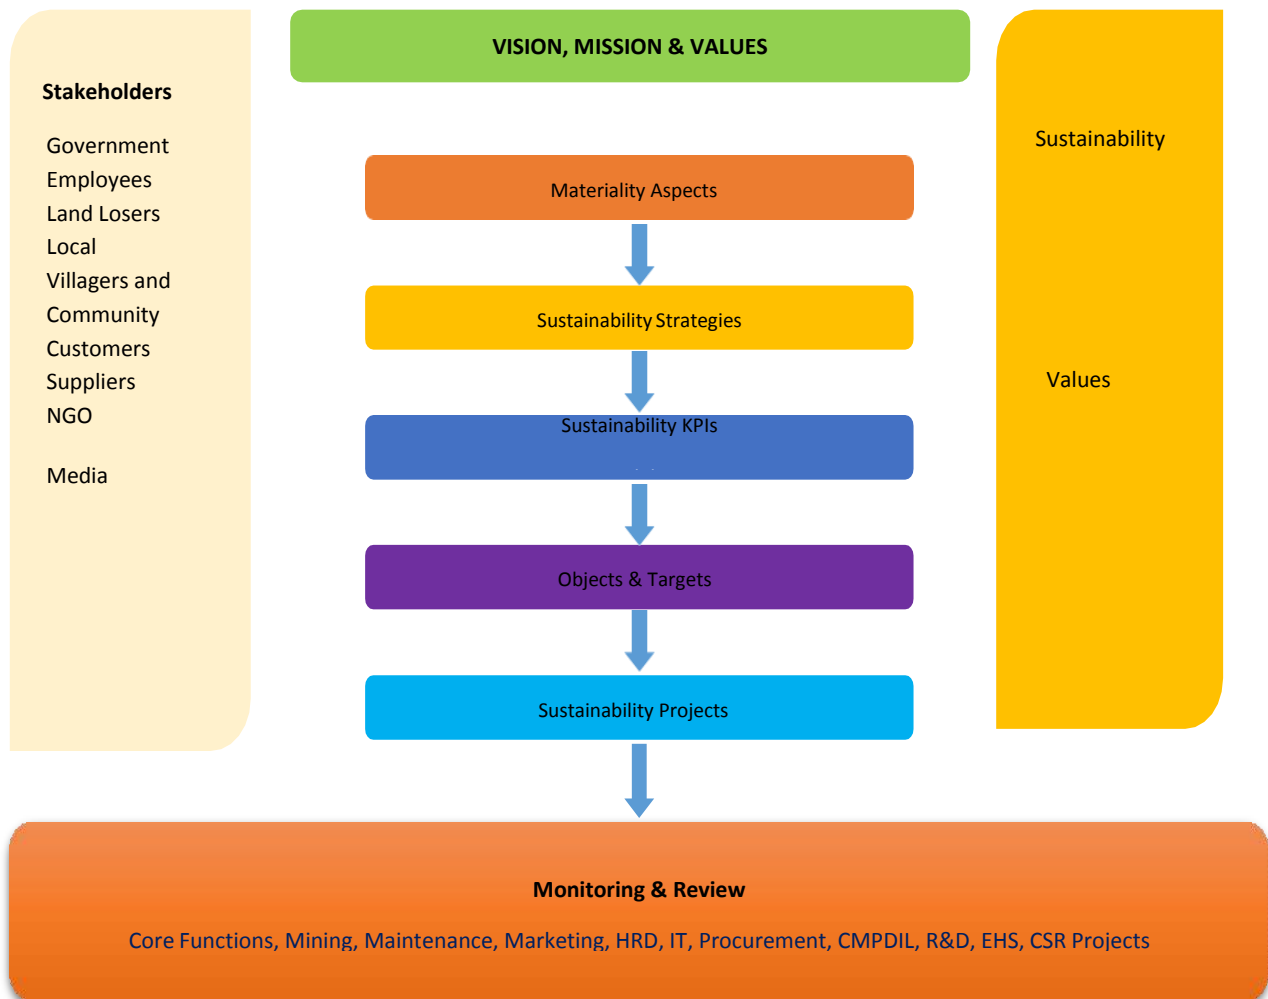 VISION, MISSION & VALUES
Stakeholders
Government
Employees
Land Losers
Local
Villagers and
Community
Customers
Suppliers
NGO
Media
Materiality Aspects
Sustainability Strategies
Sustainability KPIs
Objects & Targets
Sustainability Projects
Sustainability
Values
Monitoring & Review
Core Functions, Mining, Maintenance, Marketing, HRD, IT, Procurement, CMPDIL, R&D, EHS, CSR Projects